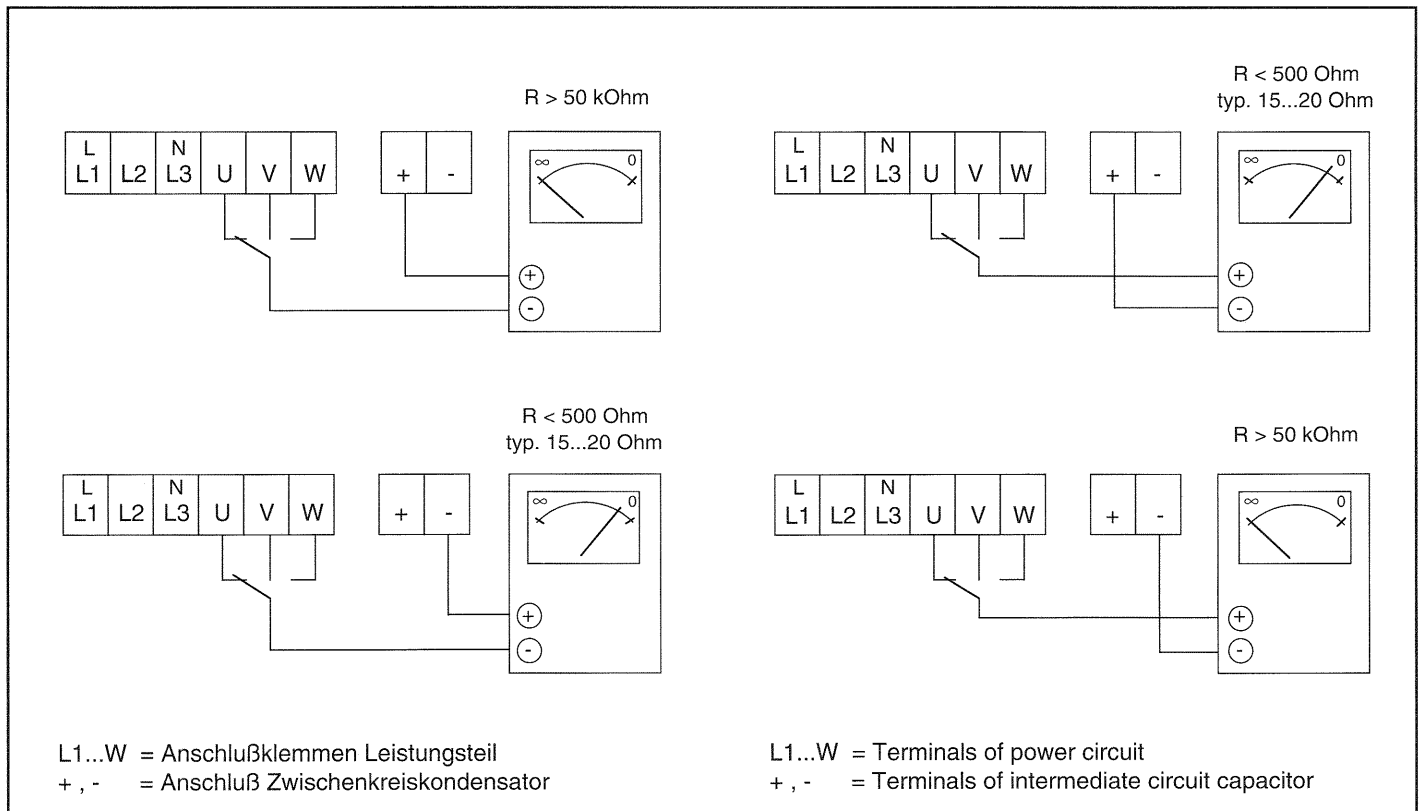 R > 50 kOhm
L N
L1 L2 L3 U V W + -
∞ 0
+
-
R < 500 Ohm
typ. 15...20 Ohm
L N
L1 L2 L3 U V W + -
∞ 0
+
-
R < 500 Ohm
typ. 15...20 Ohm
L N
L1 L2 L3 U V W + -
∞ 0
+
-
R > 50 kOhm
L N
L1 L2 L3 U V W + -
∞ 0
+
-
L1...W = Anschlußklemmen Leistungsteil
+ , - = Anschluß Zwischenkreiskondensator
L1...W = Terminals of power circuit
+ , - = Terminals of intermediate circuit capacitor